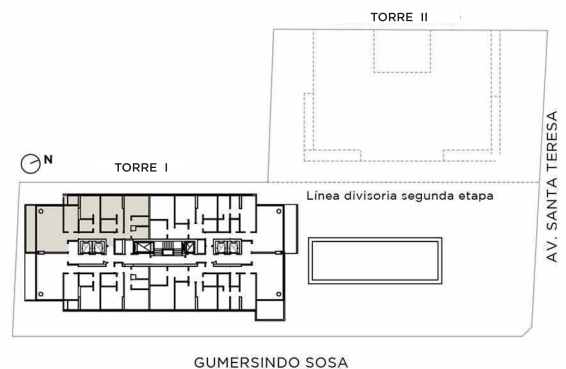 TORRE II
N
TORRE I
Línea divisoria segunda etapa
AV. SANTA TERESA
GUMERSINDO SOSA